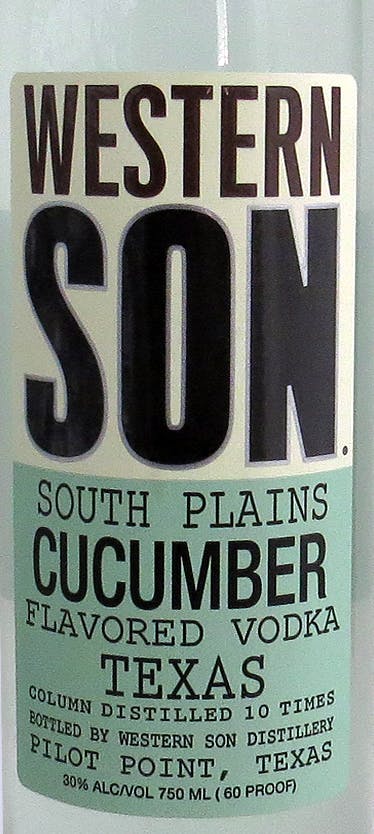 WESTERN
SON.
SOUTH PLAINS
CUCUMBER
FLAVORED VODKA
TEXAS
COLUMN DISTILLED 10 TIMES
BOTTLED BY WESTERN SON DISTILLERY
PILOT POINT, TEXAS
30% ALC/VOL 750 ML ( 60 PROOF)